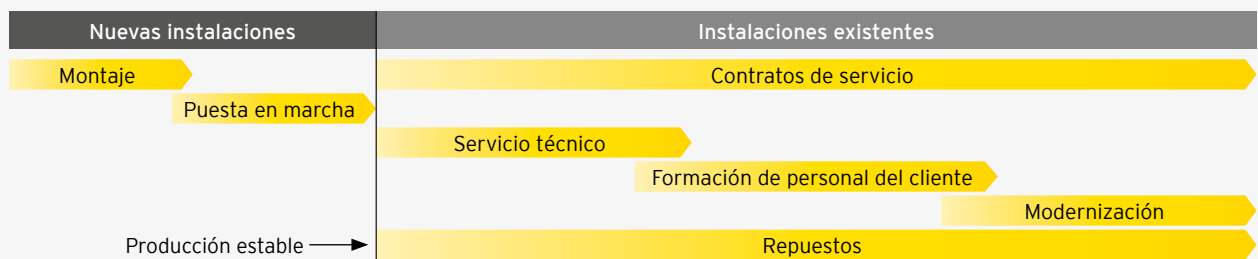 Nuevas instalaciones
Instalaciones existentes
Montaje
Contratos de servicio
Puesta en marcha
Servicio técnico
Formación de personal del cliente
Modernización
Producción estable
Repuestos